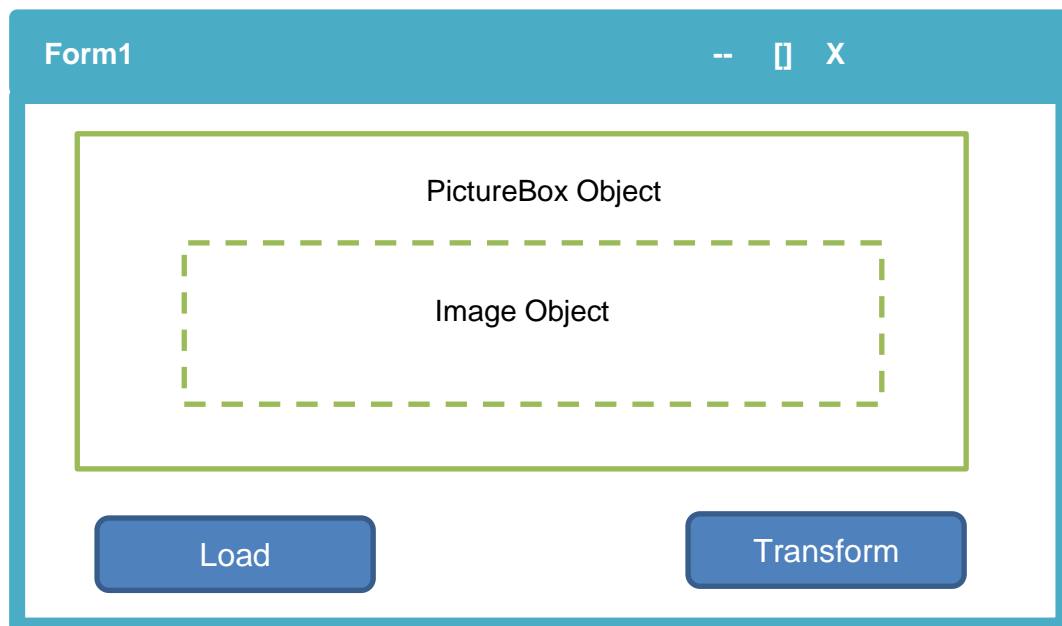 Form1 -- [] X
PictureBox Object
Image Object
Load Transform